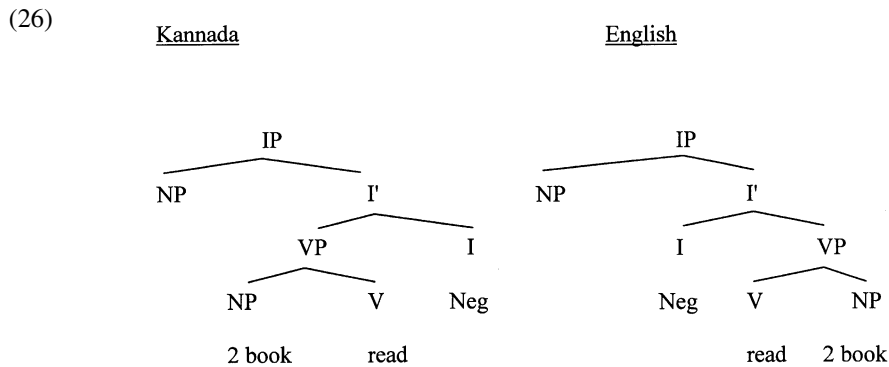 (26)
Kannada English
IP IP
NP I' NP I'
VP I I VP
NP V Neg Neg V NP
2 book read read 2 book